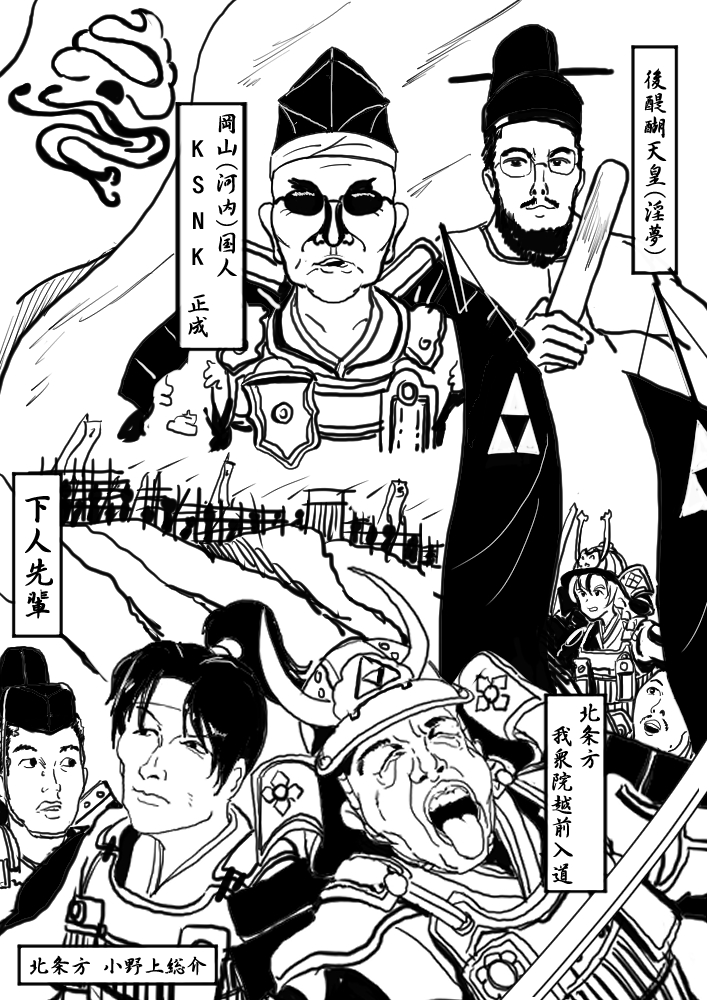 後醍醐天皇(淫夢)
岡山(河内)国人
KSNK 正成
下人先輩
北条方
我衆院越前入道
北条方 小野上総介